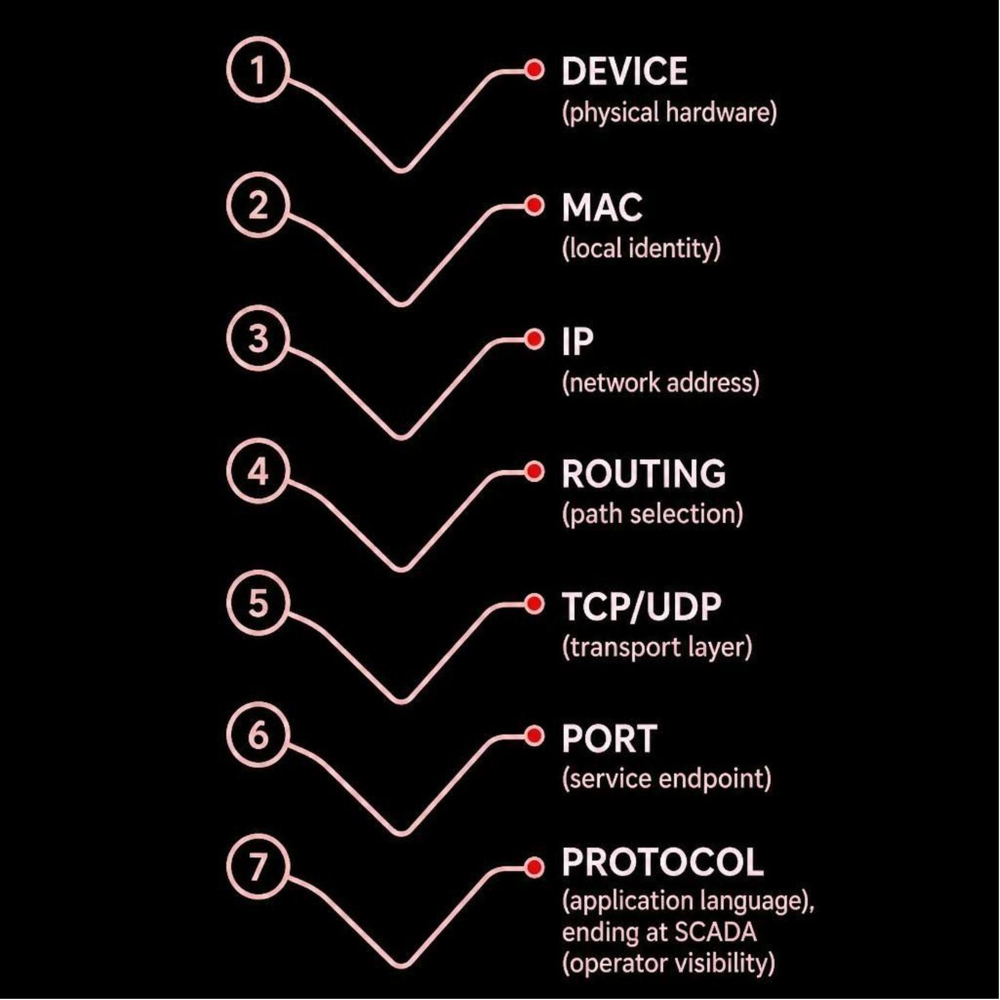 1
DEVICE
(physical hardware)
2
MAC
(local identity)
3
IP
(network address)
4
ROUTING
(path selection)
5
TCP/UDP
(transport layer)
6
PORT
(service endpoint)
7
PROTOCOL
(application language),
ending at SCADA
(operator visibility)